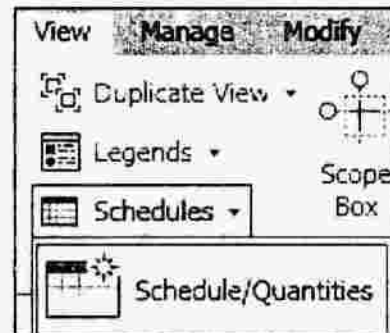 View Manage Modify
Duplicate View
Legends
Scope
Box
Schedules
Schedule/Quantities